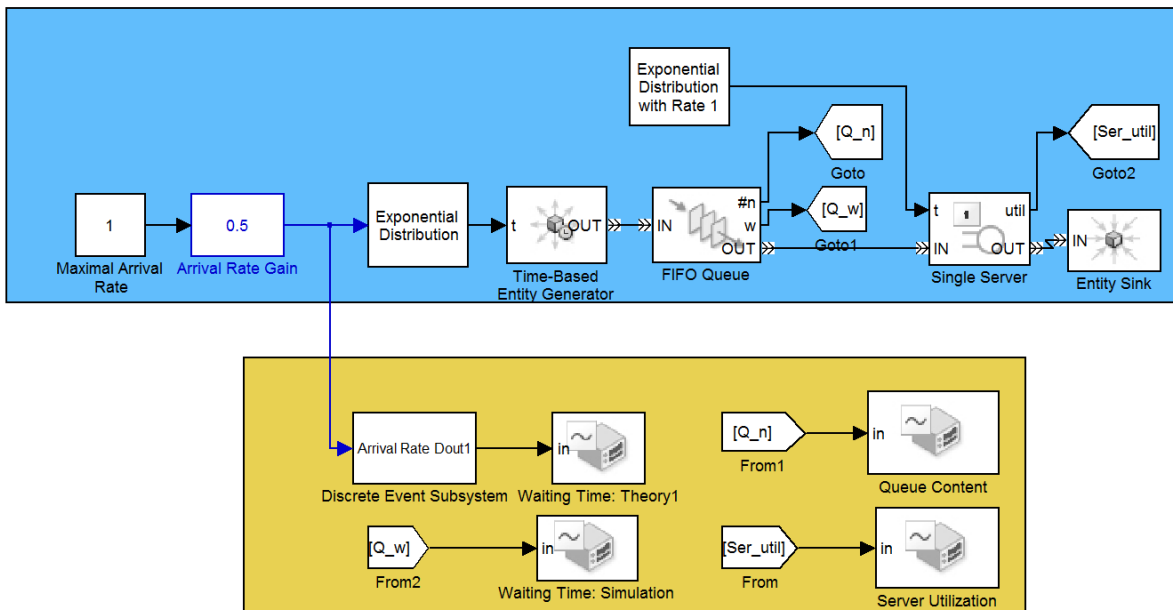 Exponential
Distribution
with Rate 1
[Q_n]
Goto
[Ser_util]
Goto2
1
Maximal Arrival
Rate
0.5
Arrival Rate Gain
Exponential
Distribution
t
OUT
Time-Based
Entity Generator
IN
#n
w
OUT
FIFO Queue
[Q_w]
Goto1
t
util
IN
OUT
Single Server
IN
Entity Sink
Arrival Rate Dout1
Discrete Event Subsystem
in
Waiting Time: Theory1
[Q_n]
From1
in
Queue Content
[Q_w]
From2
in
Waiting Time: Simulation
[Ser_util]
From
in
Server Utilization